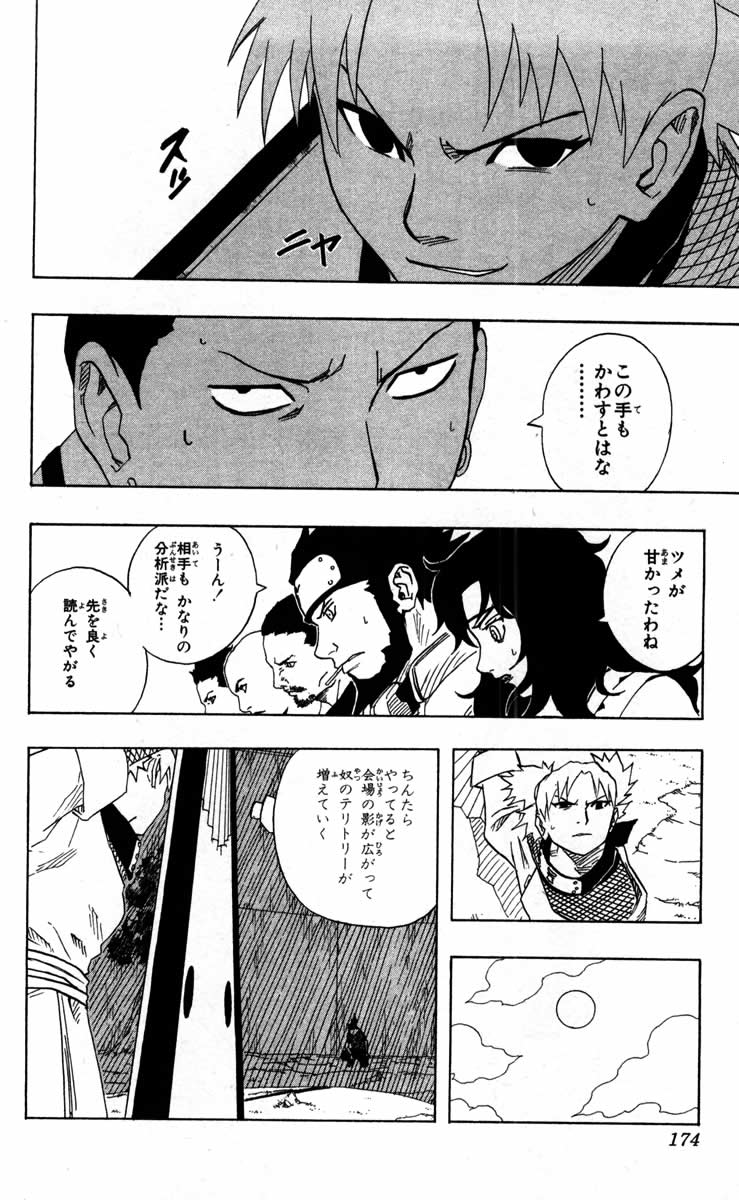 スッ
ニヤ
この手も
かわすとはな
………
ツメが
甘かったわね
うーん！
相手も かなりの
分析派だな…
先を良く
読んでやがる
ちんたら
やってると
会場の影が広がって
奴のテリトリーが
増えていく
174